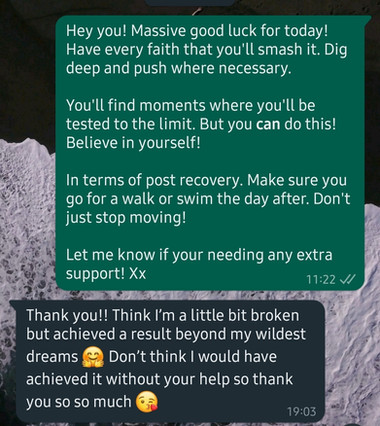 Hey you! Massive good luck for today!
Have every faith that you'll smash it. Dig
deep and push where necessary.
You'll find moments where you'll be
tested to the limit. But you can do this!
Believe in yourself!
In terms of post recovery. Make sure you
go for a walk or swim the day after. Don't
just stop moving!
Let me know if your needing any extra
support! Xx
11:22
Thank you!! Think I'm a little bit broken
but achieved a result beyond my wildest
dreams 🤗 Don't think I would have
achieved it without your help so thank
you so so much 😘
19:03